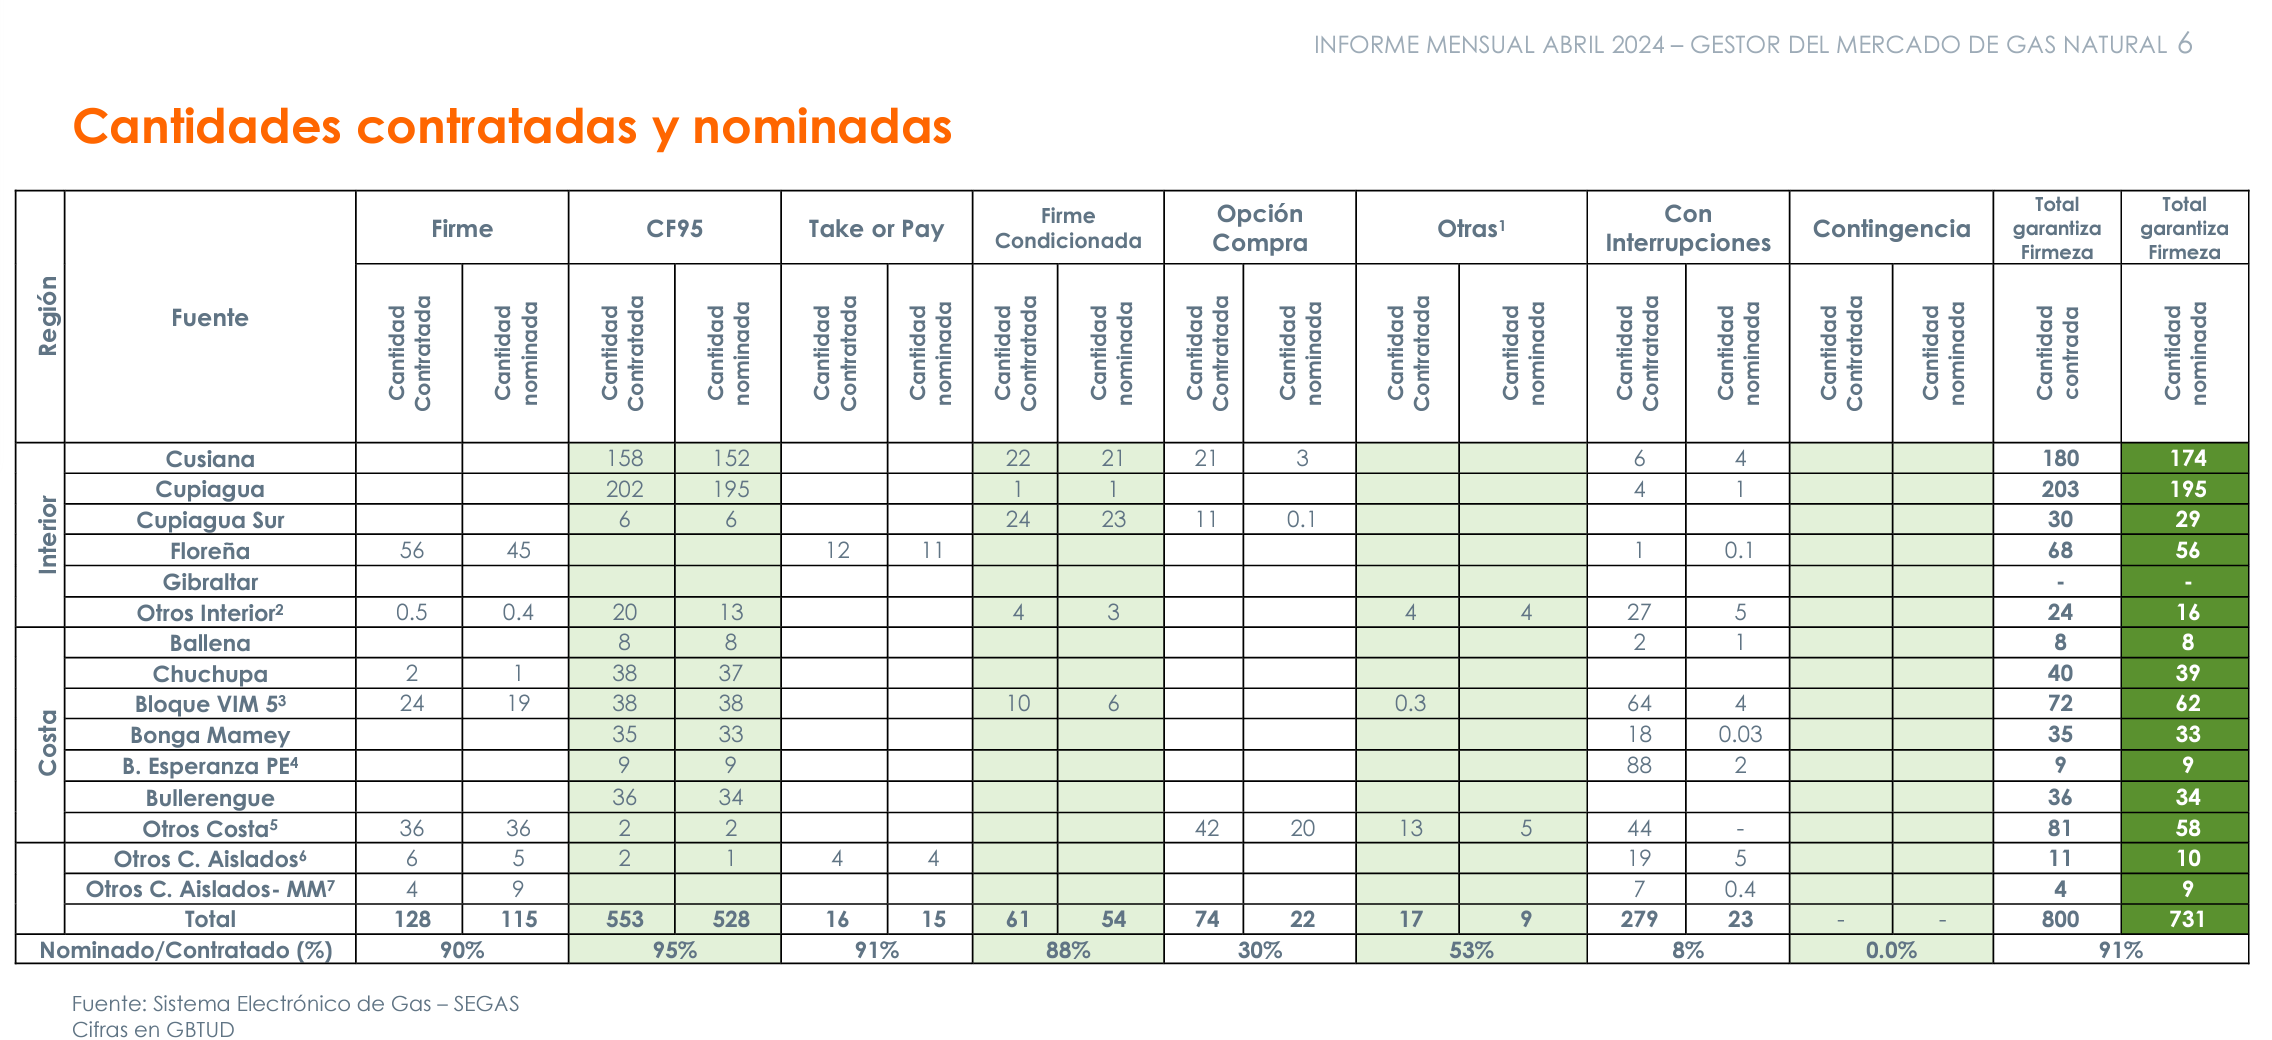 INFORME MENSUAL ABRIL 2024 – GESTOR DEL MERCADO DE GAS NATURAL 6
Cantidades contratadas y nominadas
Región
Fuente
Firme
CF95
Take or Pay
Firme Condicionada
Opción Compra
Otras¹
Con Interrupciones
Contingencia
Total garantiza Firmeza
Total garantiza Firmeza
Cantidad Contratada
Cantidad nominada
Cantidad Contratada
Cantidad nominada
Cantidad Contratada
Cantidad nominada
Cantidad Contratada
Cantidad nominada
Cantidad Contratada
Cantidad nominada
Cantidad Contratada
Cantidad nominada
Cantidad Contratada
Cantidad nominada
Cantidad Contratada
Cantidad nominada
Cantidad contrada
Cantidad nominada
Interior
Cusiana 158 152 22 21 21 3 6 4 180 174
Cupiagua 202 195 1 1 4 1 203 195
Cupiagua Sur 6 6 24 23 11 0.1 30 29
Floreña 56 45 12 11 1 0.1 68 56
Gibraltar - -
Otros Interior² 0.5 0.4 20 13 4 3 4 4 27 5 24 16
Costa
Ballena 8 8 2 1 8 8
Chuchupa 2 1 38 37 40 39
Bloque VIM 5³ 24 19 38 38 10 6 0.3 64 4 72 62
Bonga Mamey 35 33 18 0.03 35 33
B. Esperanza PE⁴ 9 9 88 2 9 9
Bullerengue 36 34 36 34
Otros Costa⁵ 36 36 2 2 42 20 13 5 44 - 81 58
Otros C. Aislados⁶ 6 5 2 1 4 4 19 5 11 10
Otros C. Aislados- MM⁷ 4 9 7 0.4 4 9
Total 128 115 553 528 16 15 61 54 74 22 17 9 279 23 - - 800 731
Nominado/Contratado (%) 90% 95% 91% 88% 30% 53% 8% 0.0% 91%
Fuente: Sistema Electrónico de Gas – SEGAS
Cifras en GBTUD